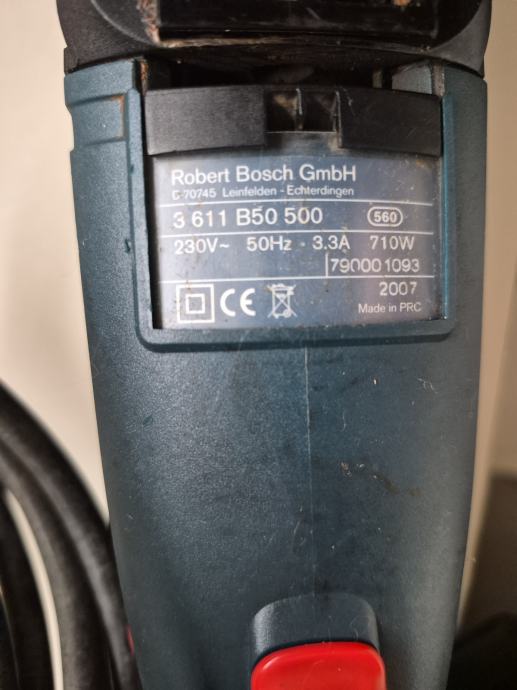 Robert Bosch GmbH
D-70745 Leinfelden - Echterdingen
3 611 B50 500 560
230V~ 50Hz · 3.3A 710W
790001093
2007
CE
Made in PRC